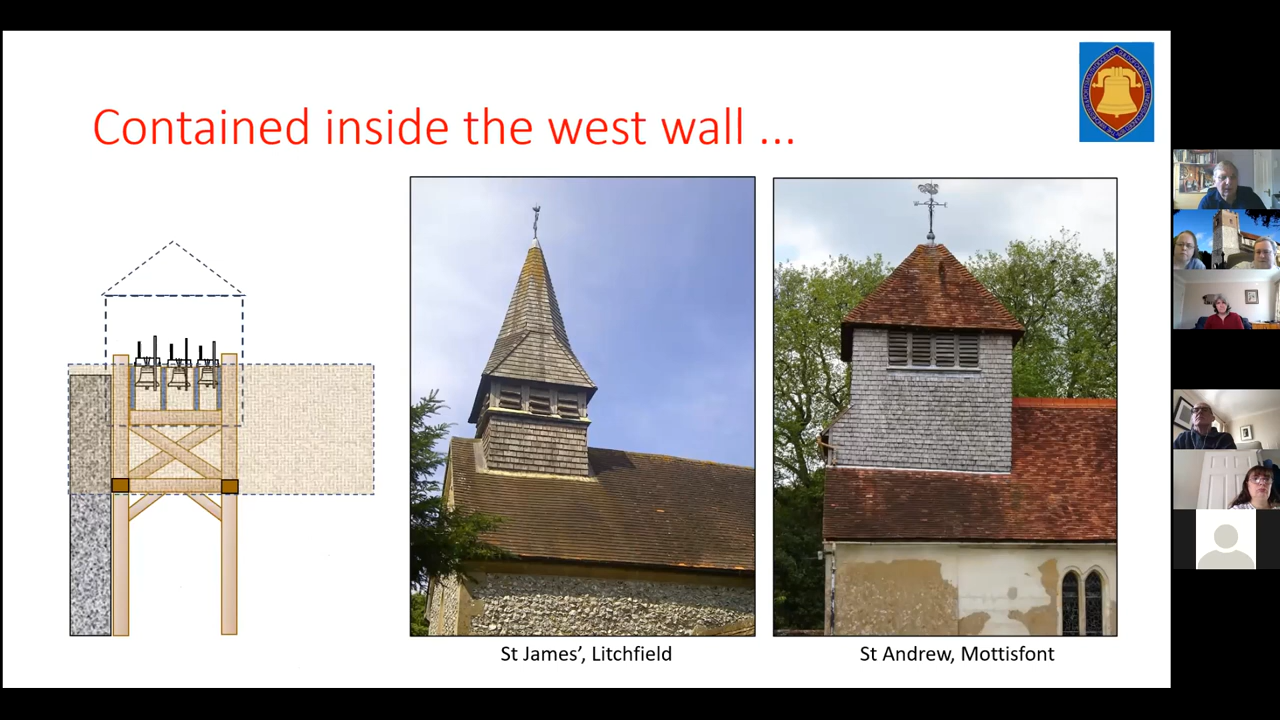 Contained inside the west wall ...
St James’, Litchfield
St Andrew, Mottisfont